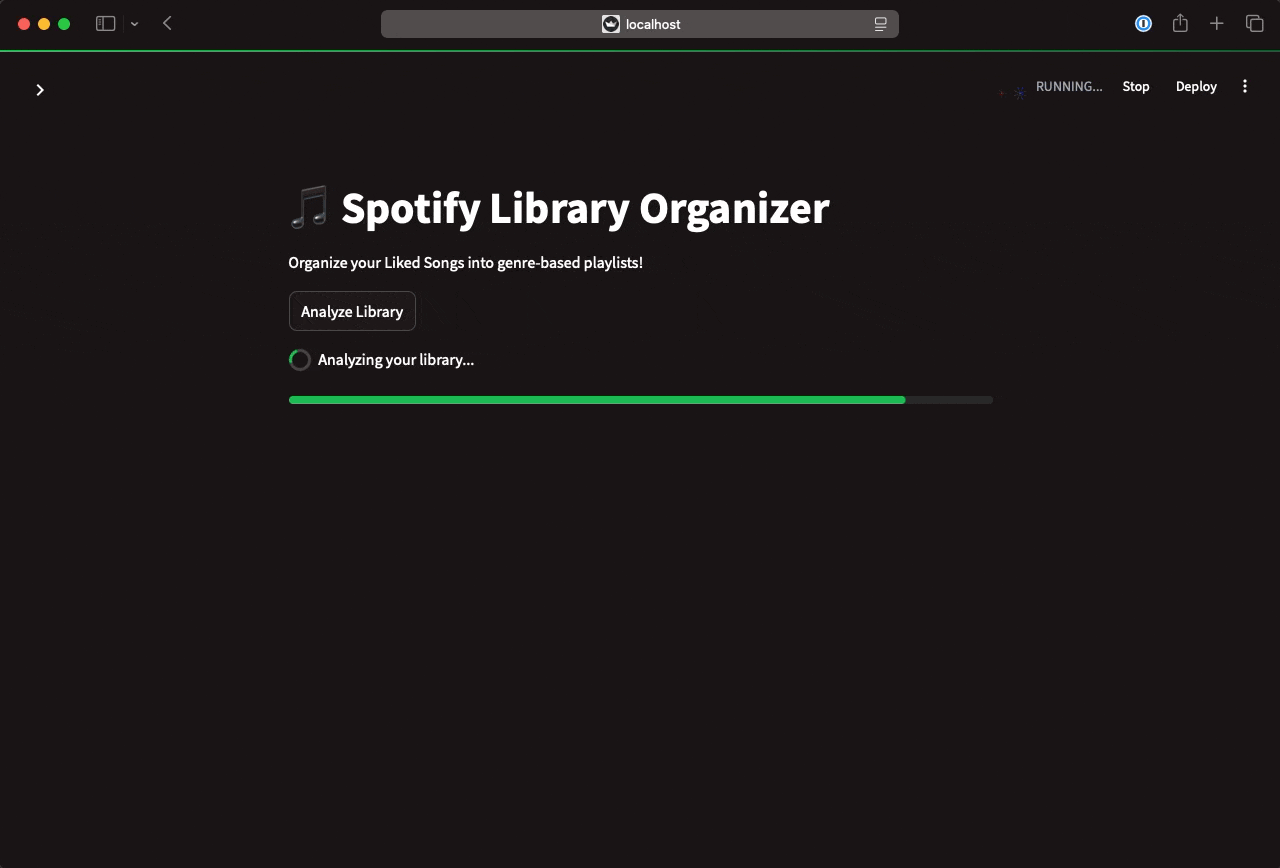 localhost
RUNNING... Stop Deploy
Spotify Library Organizer
Organize your Liked Songs into genre-based playlists!
Analyze Library
Analyzing your library...